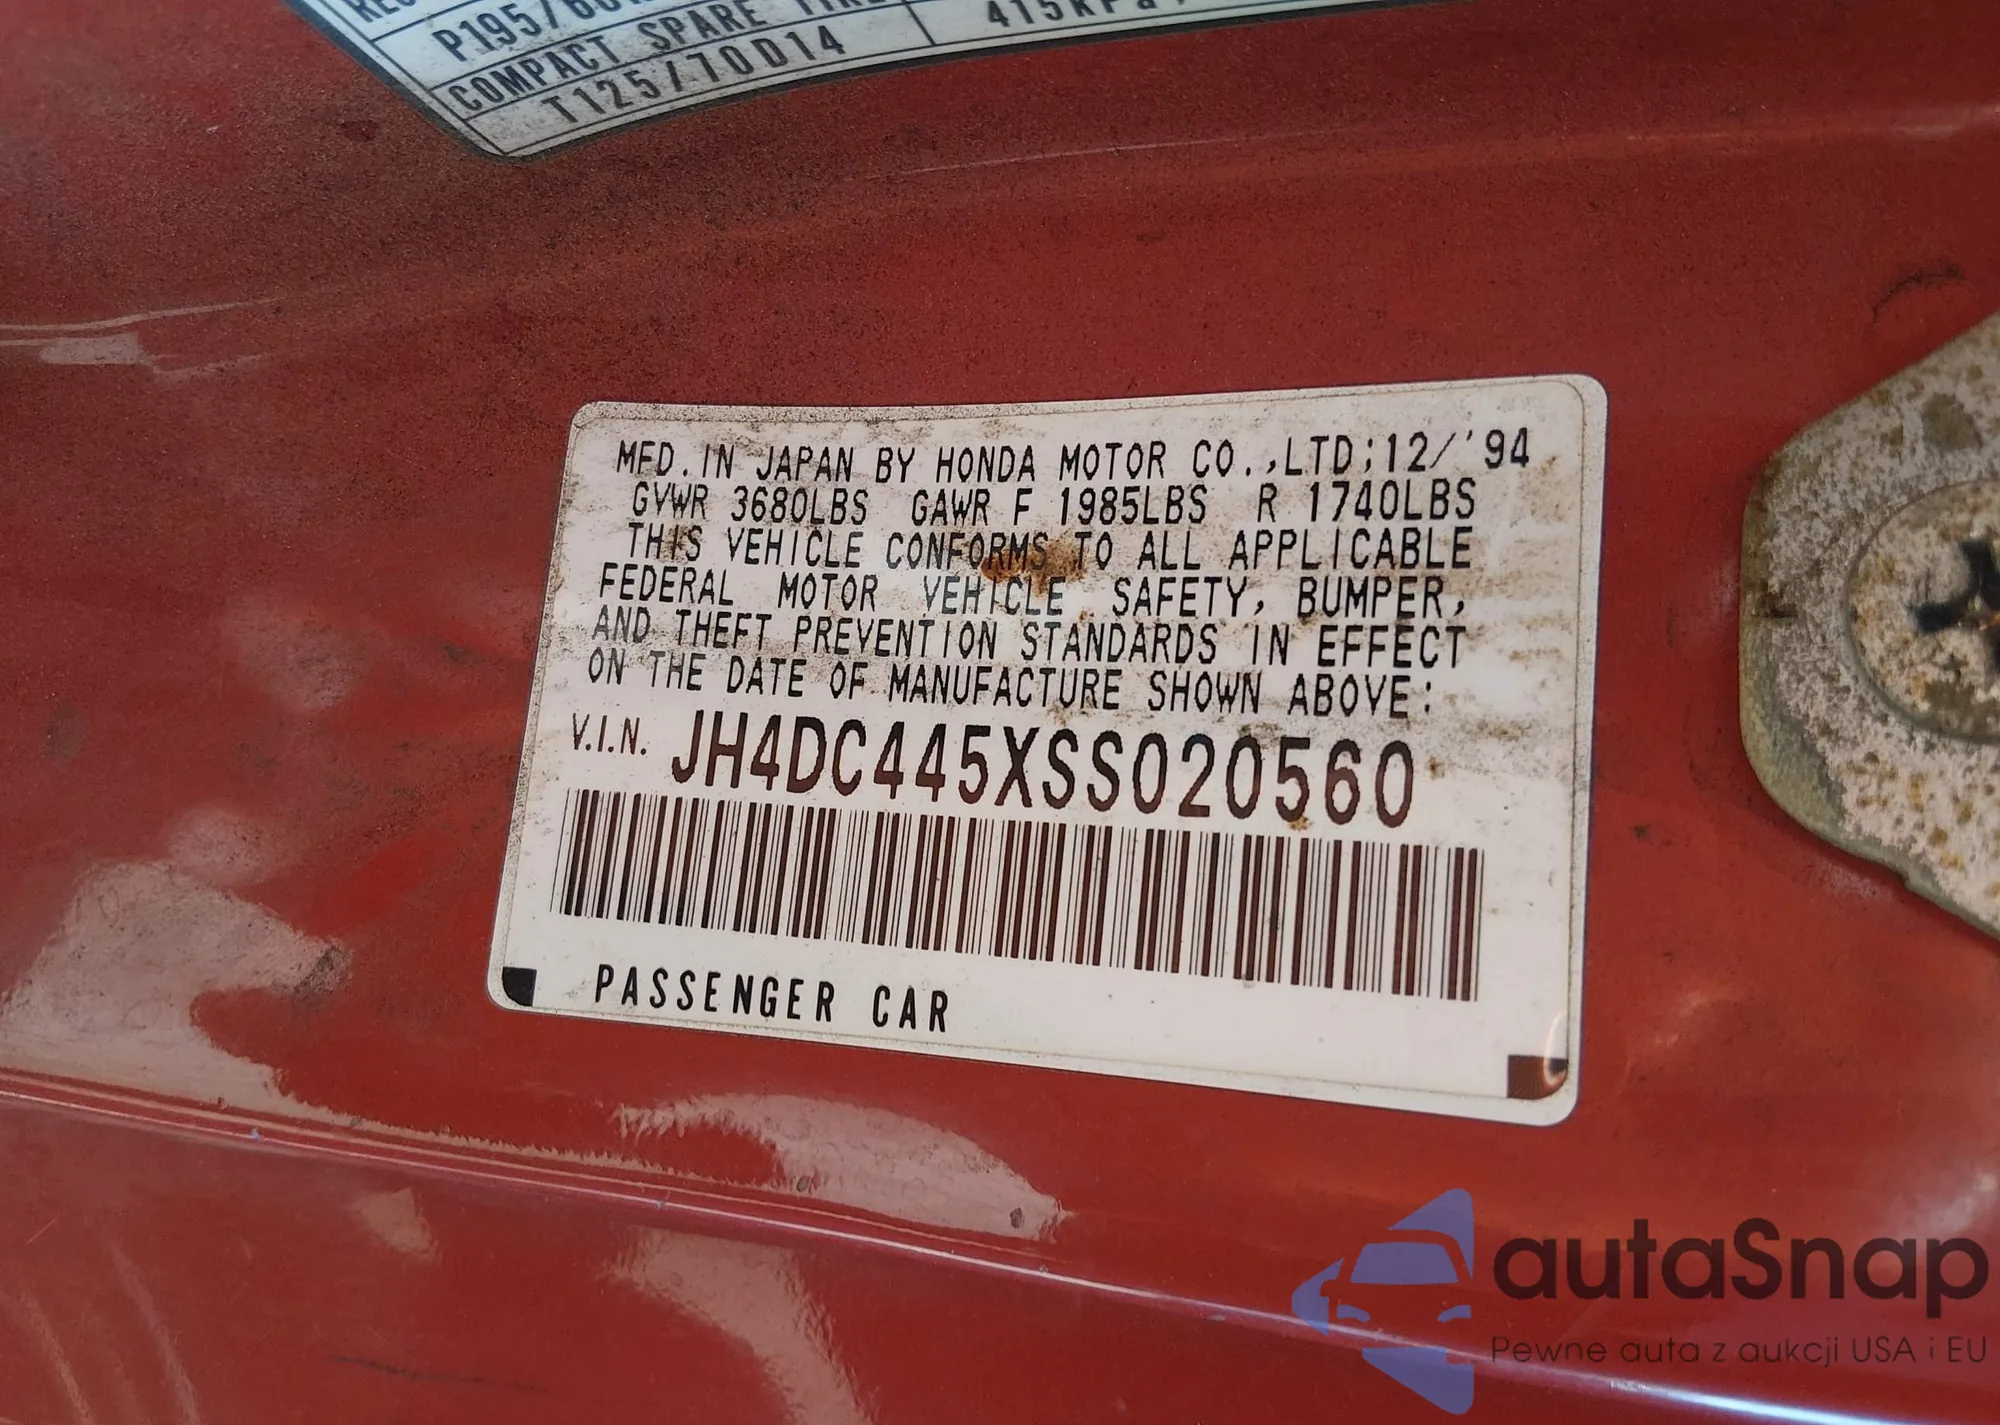 P195/60
COMPACT SPARE TIRE
T125/70D14
415KPa,
MFD. IN JAPAN BY HONDA MOTOR CO.,LTD;12/'94
GVWR 3680LBS GAWR F 1985LBS R 1740LBS
THIS VEHICLE CONFORMS TO ALL APPLICABLE
FEDERAL MOTOR VEHICLE SAFETY, BUMPER,
AND THEFT PREVENTION STANDARDS IN EFFECT
ON THE DATE OF MANUFACTURE SHOWN ABOVE:
V.I.N. JH4DC445XSS020560
PASSENGER CAR
autaSnap
Pewne auta z aukcji USA i EU